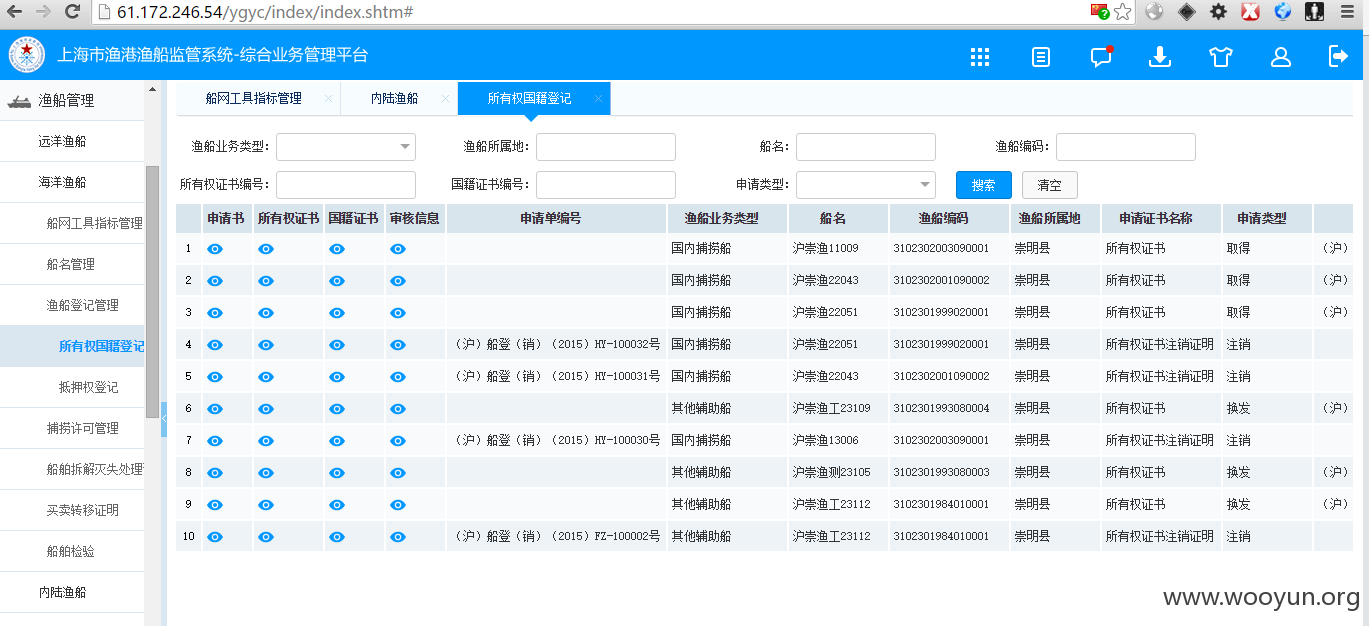 61.172.246.54/ygyc/index/index.shtm#
上海市渔港渔船监管系统-综合业务管理平台
渔船管理
远洋渔船
海洋渔船
船网工具指标管理
船名管理
渔船登记管理
所有权国籍登记
抵押权登记
捕捞许可管理
船舶拆解灭失处理
买卖转移证明
船舶检验
内陆渔船
船网工具指标管理 × 内陆渔船 × 所有权国籍登记 ×
渔船业务类型: 渔船所属地: 船名: 渔船编码:
所有权证书编号: 国籍证书编号: 申请类型: 搜索 清空
申请书 所有权证书 国籍证书 审核信息 申请单编号 渔船业务类型 船名 渔船编码 渔船所属地 申请证书名称 申请类型
1 国内捕捞船 沪崇渔11009 3102302003090001 崇明县 所有权证书 取得 （沪）
2 国内捕捞船 沪崇渔22043 3102302001090002 崇明县 所有权证书 取得 （沪）
3 国内捕捞船 沪崇渔22051 3102301999020001 崇明县 所有权证书 取得 （沪）
4 （沪）船登（销）（2015）HY-100032号 国内捕捞船 沪崇渔22051 3102301999020001 崇明县 所有权证书注销证明 注销
5 （沪）船登（销）（2015）HY-100031号 国内捕捞船 沪崇渔22043 3102302001090002 崇明县 所有权证书注销证明 注销
6 其他辅助船 沪崇渔工23109 3102301993080004 崇明县 所有权证书 换发 （沪）
7 （沪）船登（销）（2015）HY-100030号 国内捕捞船 沪崇渔13006 3102302003090001 崇明县 所有权证书注销证明 注销
8 其他辅助船 沪崇渔测23105 3102301993080003 崇明县 所有权证书 换发 （沪）
9 其他辅助船 沪崇渔工23112 3102301984010001 崇明县 所有权证书 换发 （沪）
10 （沪）船登（销）（2015）FZ-100002号 其他辅助船 沪崇渔工23112 3102301984010001 崇明县 所有权证书注销证明 注销
www.wooyun.org